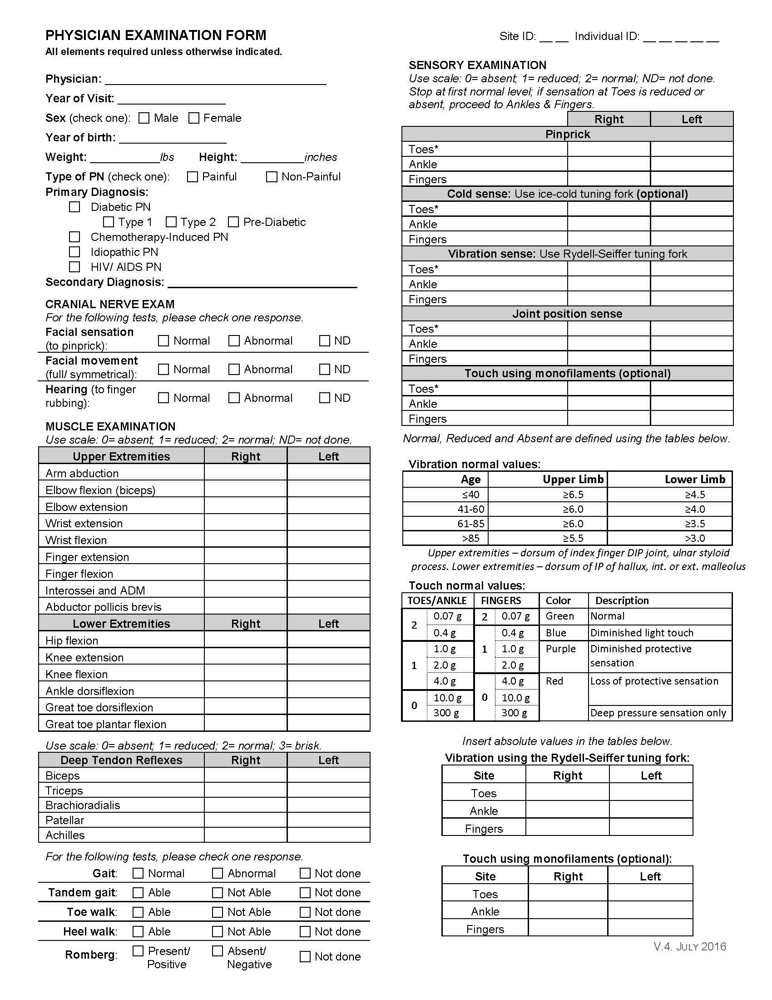 PHYSICIAN EXAMINATION FORM
All elements required unless otherwise indicated.
Physician:
Year of Visit:
Sex (check one): Male Female
Year of birth:
Weight: lbs Height: inches
Type of PN (check one): Painful Non-Painful
Primary Diagnosis:
Diabetic PN
Type 1 Type 2 Pre-Diabetic
Chemotherapy-Induced PN
Idiopathic PN
HIV/ AIDS PN
Secondary Diagnosis:
CRANIAL NERVE EXAM
For the following tests, please check one response.
Facial sensation
(to pinprick): Normal Abnormal ND
Facial movement
(full/ symmetrical): Normal Abnormal ND
Hearing (to finger
rubbing): Normal Abnormal ND
MUSCLE EXAMINATION
Use scale: 0= absent; 1= reduced; 2= normal; ND= not done.
Upper Extremities Right Left
Arm abduction
Elbow flexion (biceps)
Elbow extension
Wrist extension
Wrist flexion
Finger extension
Finger flexion
Interossei and ADM
Abductor pollicis brevis
Lower Extremities Right Left
Hip flexion
Knee extension
Knee flexion
Ankle dorsiflexion
Great toe dorsiflexion
Great toe plantar flexion
Use scale: 0= absent; 1= reduced; 2= normal; 3= brisk.
Deep Tendon Reflexes Right Left
Biceps
Triceps
Brachioradialis
Patellar
Achilles
For the following tests, please check one response.
Gait: Normal Abnormal Not done
Tandem gait: Able Not Able Not done
Toe walk: Able Not Able Not done
Heel walk: Able Not Able Not done
Romberg: Present/ Absent/ Not done
Positive Negative
Site ID: __ __ Individual ID: __ __ __ __ __
SENSORY EXAMINATION
Use scale: 0= absent; 1= reduced; 2= normal; ND= not done.
Stop at first normal level; if sensation at Toes is reduced or
absent, proceed to Ankles & Fingers.
Right Left
Pinprick
Toes*
Ankle
Fingers
Cold sense: Use ice-cold tuning fork (optional)
Toes*
Ankle
Fingers
Vibration sense: Use Rydell-Seiffer tuning fork
Toes*
Ankle
Fingers
Joint position sense
Toes*
Ankle
Fingers
Touch using monofilaments (optional)
Toes*
Ankle
Fingers
Normal, Reduced and Absent are defined using the tables below.
Vibration normal values:
Age Upper Limb Lower Limb
≤40 ≥6.5 ≥4.5
41-60 ≥6.0 ≥4.0
61-85 ≥6.0 ≥3.5
>85 ≥5.5 >3.0
Upper extremities – dorsum of index finger DIP joint, ulnar styloid
process. Lower extremities – dorsum of IP of hallux, int. or ext. malleolus
Touch normal values:
TOES/ANKLE FINGERS Color Description
2 0.07 g 2 0.07 g Green Normal
0.4 g 0.4 g Blue Diminished light touch
1 1.0 g 1 1.0 g Purple Diminished protective
2.0 g 2.0 g sensation
4.0 g 4.0 g Red Loss of protective sensation
0 10.0 g 0 10.0 g
300 g 300 g Deep pressure sensation only
Insert absolute values in the tables below.
Vibration using the Rydell-Seiffer tuning fork:
Site Right Left
Toes
Ankle
Fingers
Touch using monofilaments (optional):
Site Right Left
Toes
Ankle
Fingers
V.4. JULY 2016